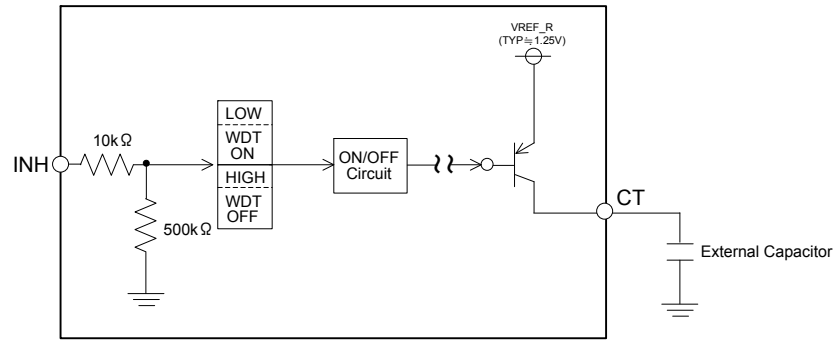 VREF_R
(TYP≒1.25V)
INH
10kΩ
500kΩ
LOW
WDT
ON
HIGH
WDT
OFF
ON/OFF
Circuit
CT
External Capacitor